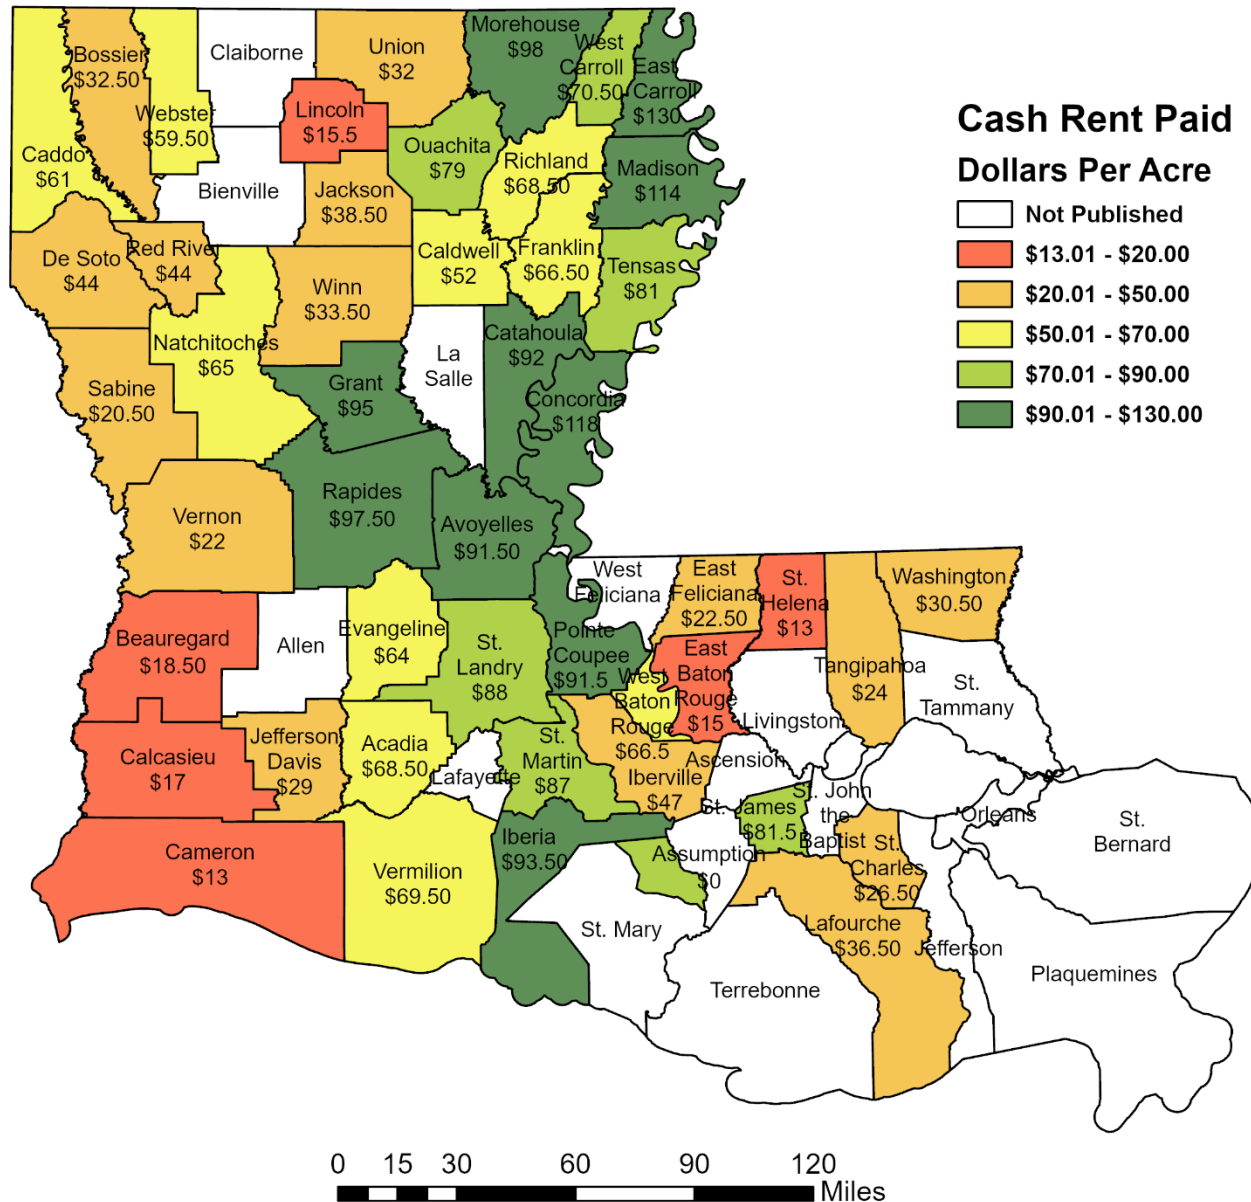 Morehouse
$98
West
Carroll
$70.50
East
Carroll
$130
Claiborne
Union
$32
Bossier
$32.50
Webster
$59.50
Lincoln
$15.5
Caddo
$61
Ouachita
$79
Richland
$68.50
Madison
$114
Bienville
Jackson
$38.50
De Soto
$44
Red River
$44
Caldwell
$52
Franklin
$66.50
Tensas
$81
Winn
$33.50
Natchitoches
$65
La
Salle
Catahoula
$92
Sabine
$20.50
Grant
$95
Concordia
$118
Vernon
$22
Rapides
$97.50
Avoyelles
$91.50
West
Feliciana
East
Feliciana
$22.50
St.
Helena
$13
Washington
$30.50
Beauregard
$18.50
Allen
Evangeline
$64
St.
Landry
$88
Pointe
Coupee
$91.5
West
Baton
Rouge
$66.5
East
Baton
Rouge
$15
Tangipahoa
$24
St.
Tammany
Livingston
Calcasieu
$17
Jefferson
Davis
$29
Acadia
$68.50
Lafayette
St.
Martin
$87
Iberville
$47
Ascension
St. James
$81.5
St. John
the
Baptist
Orleans
St.
Bernard
Cameron
$13
Vermilion
$69.50
Iberia
$93.50
Assumption
$0
St.
Charles
$26.50
St. Mary
Lafourche
$36.50
Jefferson
Terrebonne
Plaquemines
Cash Rent Paid
Dollars Per Acre
Not Published
$13.01 - $20.00
$20.01 - $50.00
$50.01 - $70.00
$70.01 - $90.00
$90.01 - $130.00
0 15 30 60 90 120
Miles